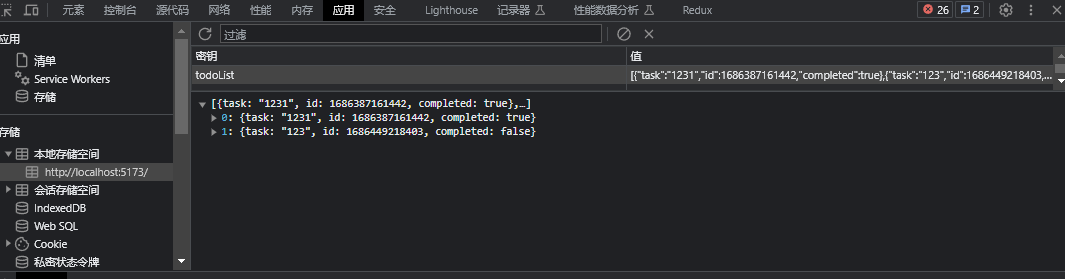 元素 控制台 源代码 网络 性能 内存 应用 安全 Lighthouse 记录器 性能数据分析 Redux 26 2
应用
清单
Service Workers
存储
存储
本地存储空间
http://localhost:5173/
会话存储空间
IndexedDB
Web SQL
Cookie
私密状态令牌
过滤
密钥 值
todoList [{"task":"1231","id":1686387161442,"completed":true},{"task":"123","id":1686449218403,...
[{task: "1231", id: 1686387161442, completed: true},…]
0: {task: "1231", id: 1686387161442, completed: true}
1: {task: "123", id: 1686449218403, completed: false}